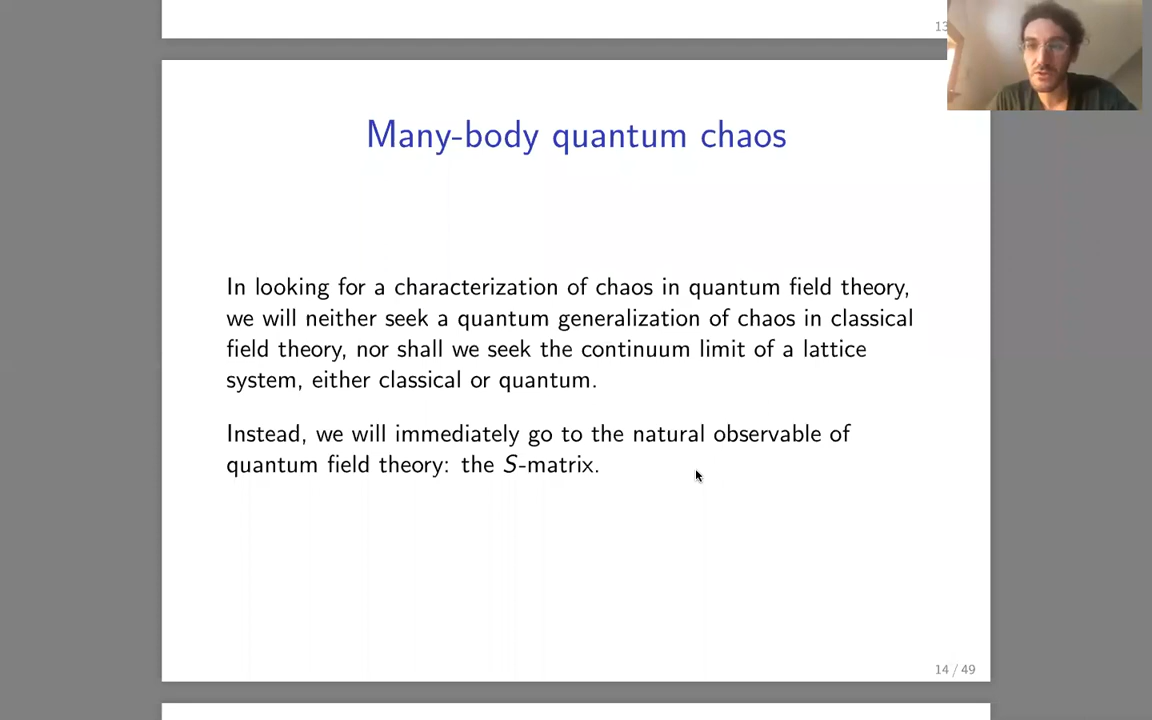 13
Many-body quantum chaos
In looking for a characterization of chaos in quantum field theory,
we will neither seek a quantum generalization of chaos in classical
field theory, nor shall we seek the continuum limit of a lattice
system, either classical or quantum.
Instead, we will immediately go to the natural observable of
quantum field theory: the S-matrix.
14 / 49